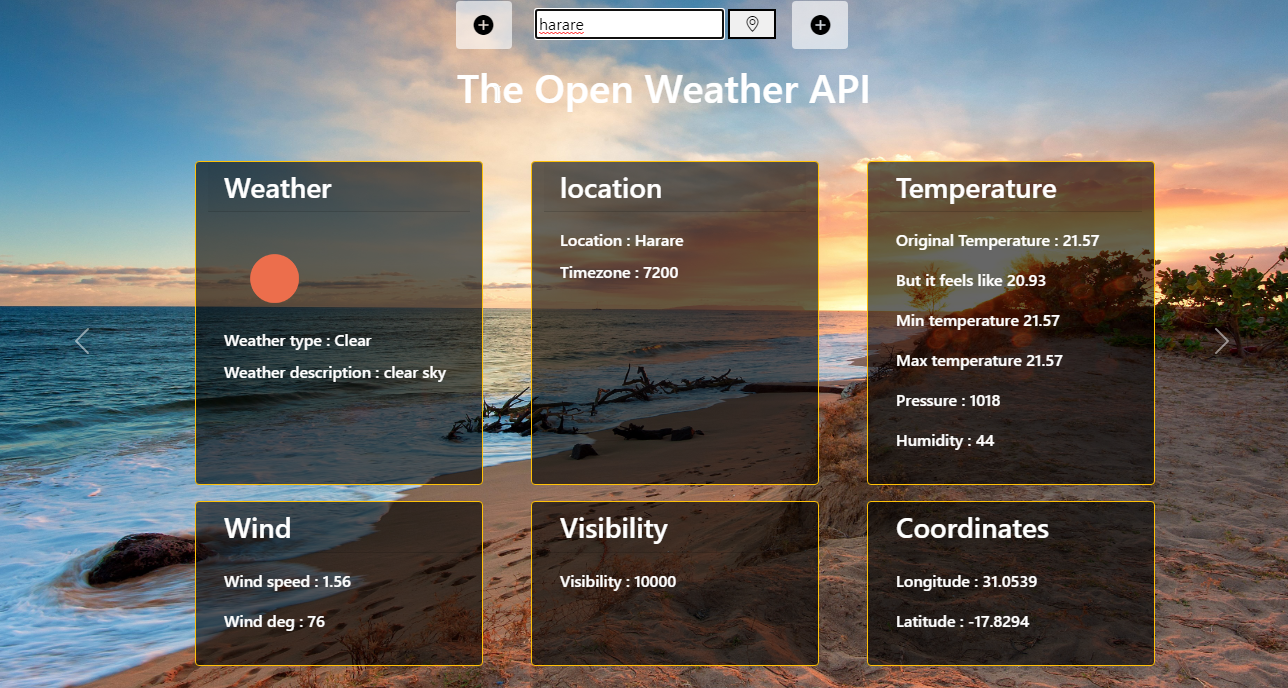 harare
The Open Weather API
Weather
Weather type : Clear
Weather description : clear sky
location
Location : Harare
Timezone : 7200
Temperature
Original Temperature : 21.57
But it feels like 20.93
Min temperature 21.57
Max temperature 21.57
Pressure : 1018
Humidity : 44
Wind
Wind speed : 1.56
Wind deg : 76
Visibility
Visibility : 10000
Coordinates
Longitude : 31.0539
Latitude : -17.8294